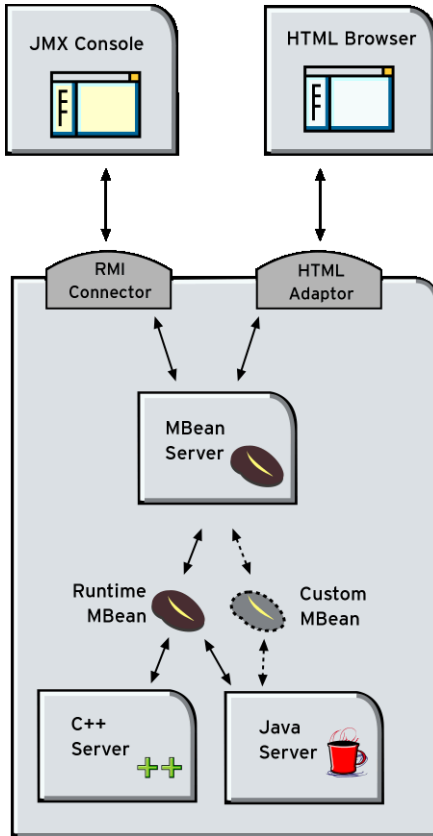 JMX Console
HTML Browser
RMI
Connector
HTML
Adaptor
MBean
Server
Runtime
MBean
Custom
MBean
C++
Server
++
Java
Server